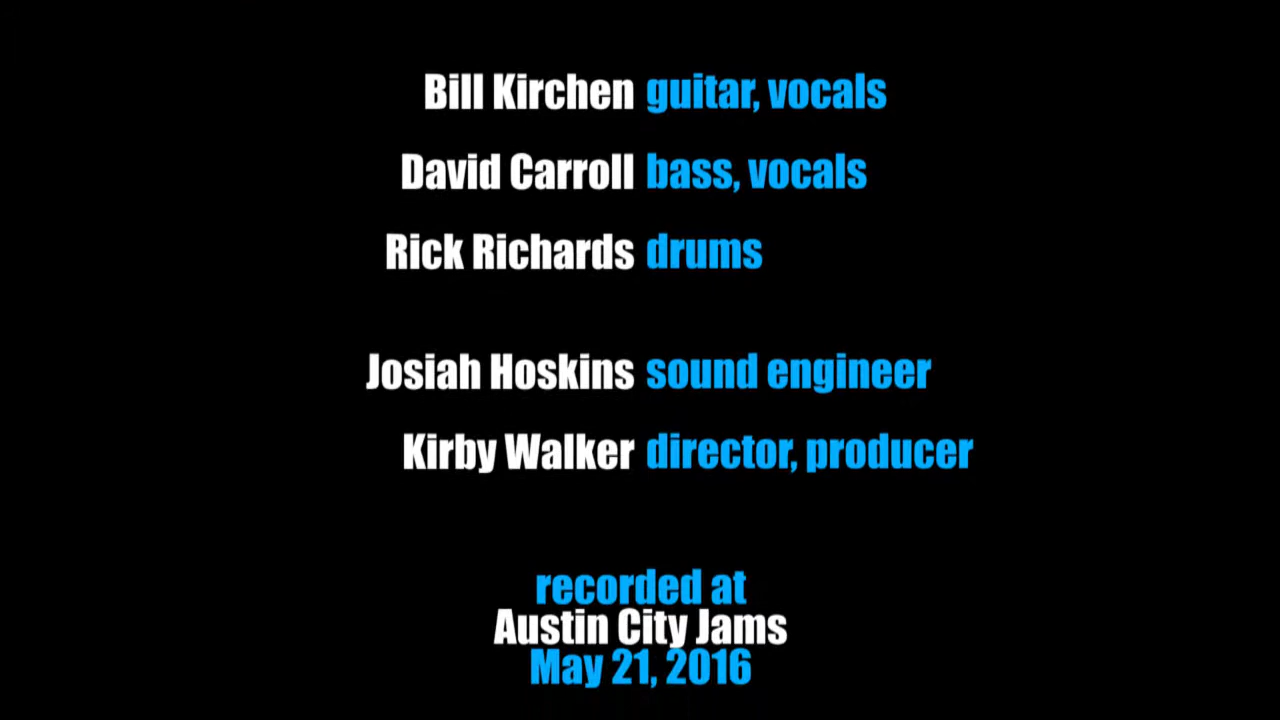 Bill Kirchen guitar, vocals
David Carroll bass, vocals
Rick Richards drums
Josiah Hoskins sound engineer
Kirby Walker director, producer
recorded at
Austin City Jams
May 21, 2016